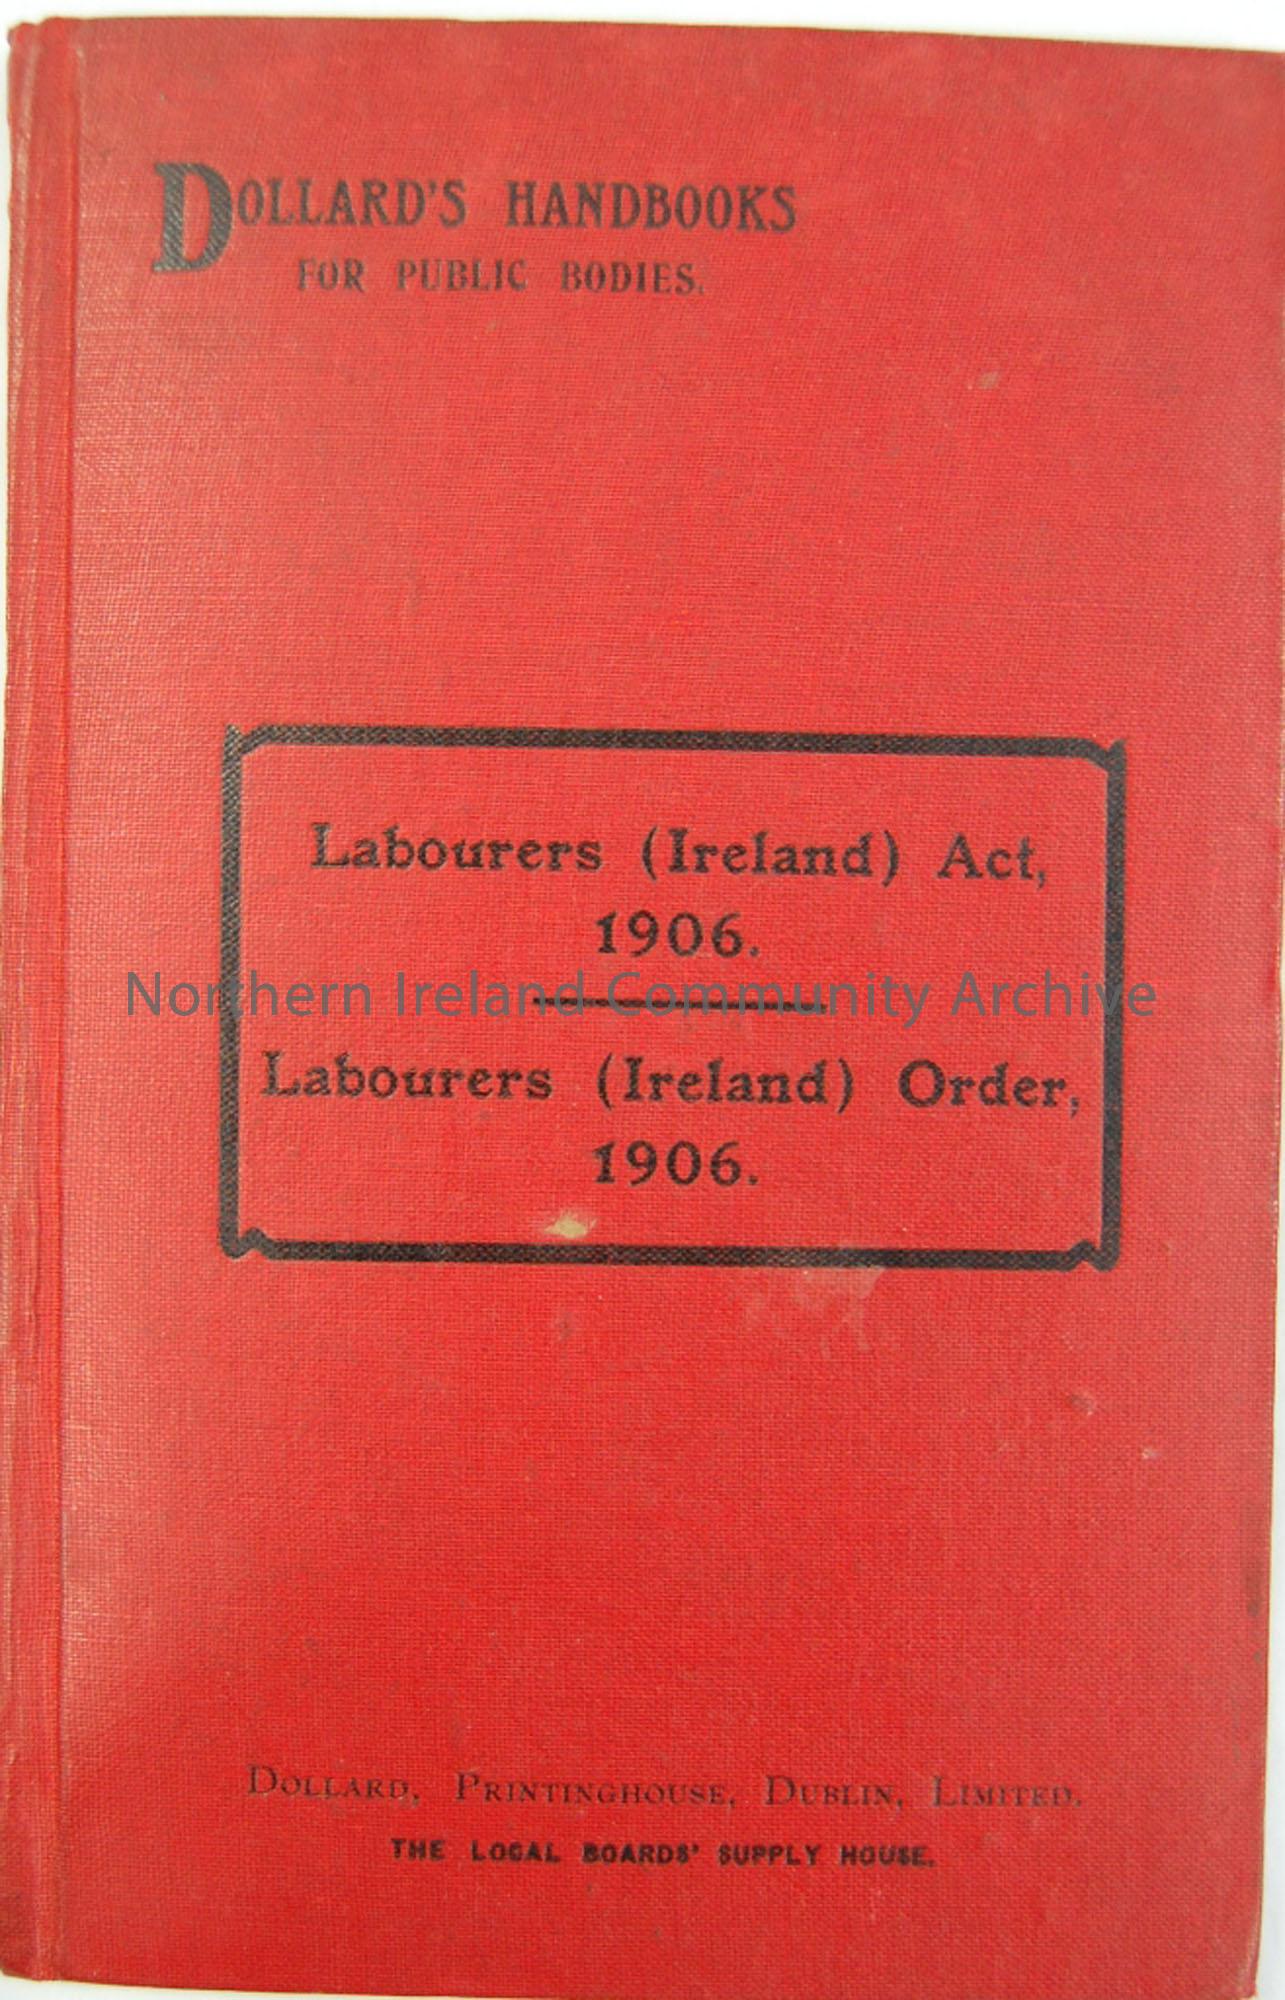 DOLLARD'S HANDBOOKS
FOR PUBLIC BODIES.
Labourers (Ireland) Act,
1906.
Northern Ireland Community Archive
Labourers (Ireland) Order,
1906.
DOLLARD, PRINTINGHOUSE, DUBLIN, LIMITED.
THE LOCAL BOARDS' SUPPLY HOUSE.